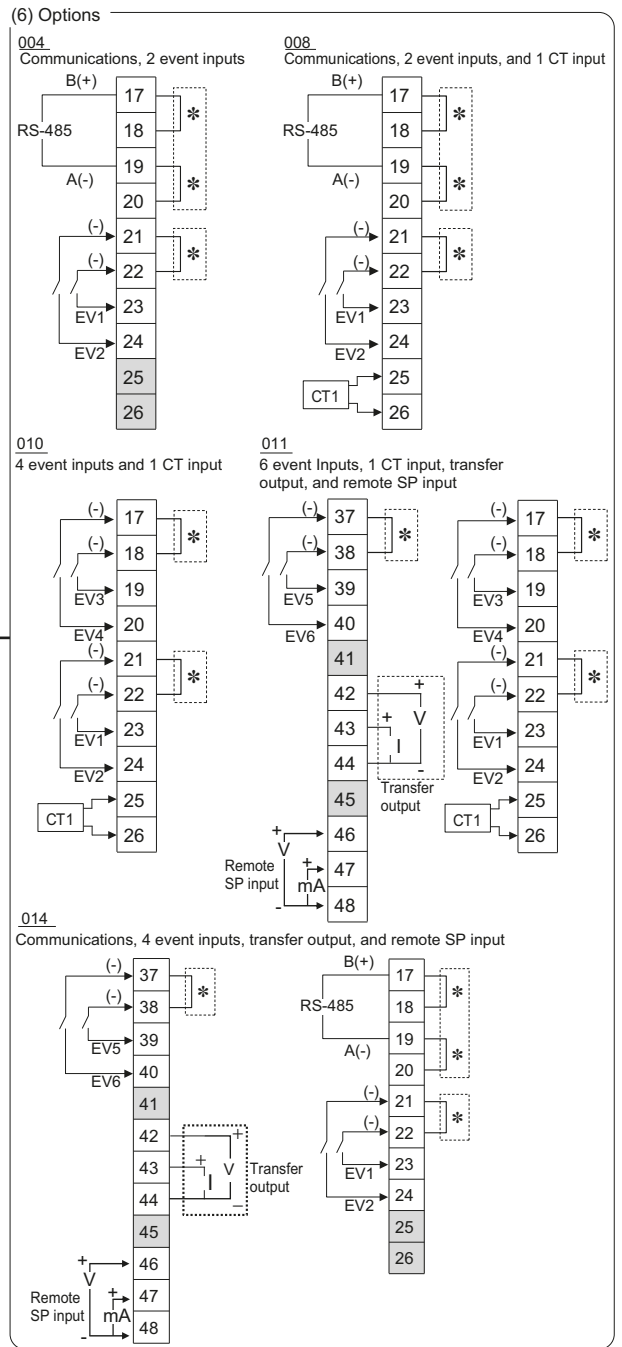 (6) Options
004
Communications, 2 event inputs
B(+)
RS-485
A(-)
17
18
19
20
21
22
23
24
25
26
*
*
*
(-)
(-)
EV1
EV2
008
Communications, 2 event inputs, and 1 CT input
B(+)
RS-485
A(-)
17
18
19
20
21
22
23
24
25
26
*
*
*
(-)
(-)
EV1
EV2
CT1
010
4 event inputs and 1 CT input
(-)
(-)
EV3
EV4
(-)
(-)
EV1
EV2
CT1
17
18
19
20
21
22
23
24
25
26
*
*
011
6 event Inputs, 1 CT input, transfer
output, and remote SP input
(-)
(-)
EV5
EV6
37
38
39
40
41
42
43
44
45
46
47
48
*
+
+
V
I
-
Transfer
output
+
V
Remote
SP input
+
mA
-
(-)
(-)
EV3
EV4
(-)
(-)
EV1
EV2
CT1
17
18
19
20
21
22
23
24
25
26
*
*
014
Communications, 4 event inputs, transfer output, and remote SP input
(-)
(-)
EV5
EV6
37
38
39
40
41
42
43
44
45
46
47
48
*
+
+
V
I
−
Transfer
output
+
V
Remote
SP input
+
mA
-
B(+)
RS-485
A(-)
(-)
(-)
EV1
EV2
17
18
19
20
21
22
23
24
25
26
*
*
*